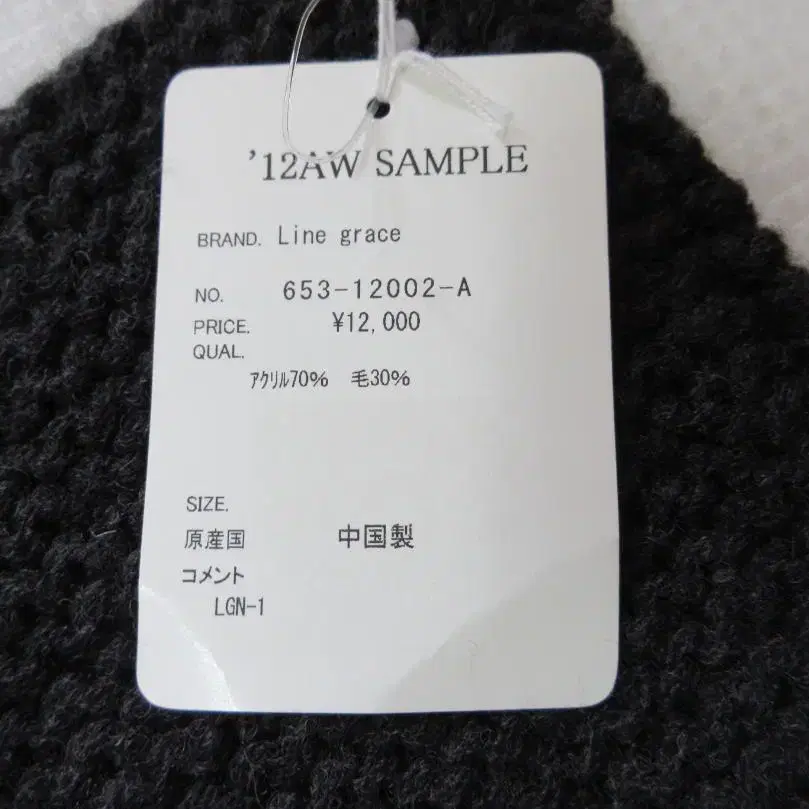 '12AW SAMPLE
BRAND. Line grace
NO. 653-12002-A
PRICE. ¥12,000
QUAL.
ｱｸﾘﾙ70% 毛30%
SIZE.
原産国 中国製
コメント
LGN-1